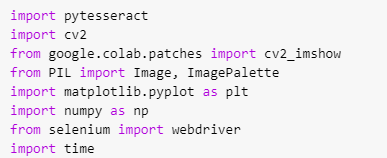 import pytesseract
import cv2
from google.colab.patches import cv2_imshow
from PIL import Image, ImagePalette
import matplotlib.pyplot as plt
import numpy as np
from selenium import webdriver
import time